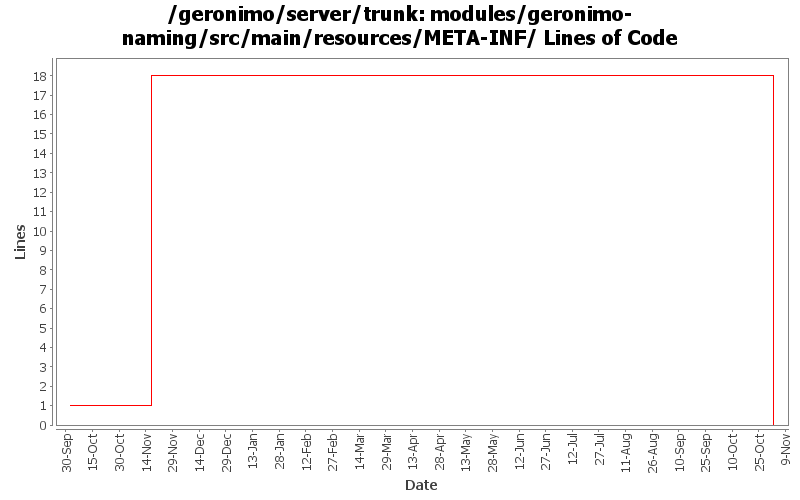 /geronimo/server/trunk: modules/geronimo-
naming/src/main/resources/META-INF/ Lines of Code
Lines
18
17
16
15
14
13
12
11
10
9
8
7
6
5
4
3
2
1
0
30-Sep
15-Oct
30-Oct
14-Nov
29-Nov
14-Dec
29-Dec
13-Jan
28-Jan
12-Feb
27-Feb
14-Mar
29-Mar
13-Apr
28-Apr
13-May
28-May
12-Jun
27-Jun
12-Jul
27-Jul
11-Aug
26-Aug
10-Sep
25-Sep
10-Oct
25-Oct
9-Nov
Date